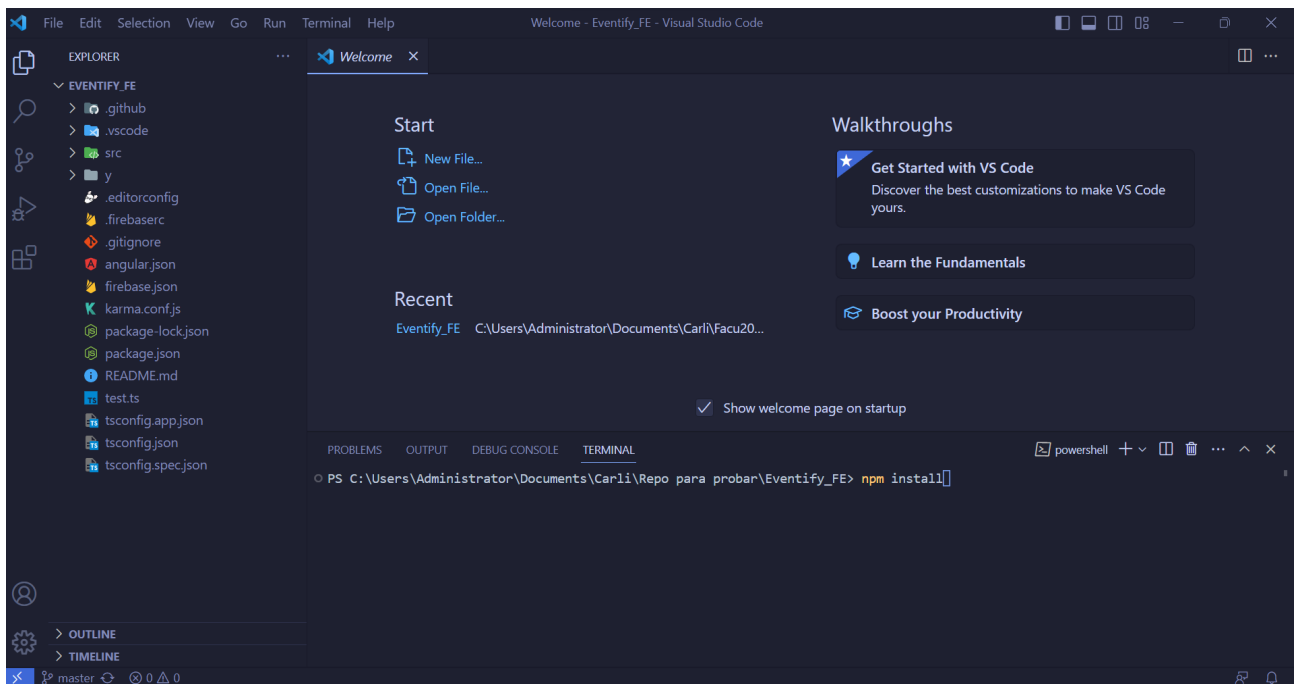 File Edit Selection View Go Run Terminal Help Welcome - Eventify_FE - Visual Studio Code
EXPLORER
Welcome
EVENTIFY_FE
.github
.vscode
src
y
.editorconfig
.firebaserc
.gitignore
angular.json
firebase.json
karma.conf.js
package-lock.json
package.json
README.md
test.ts
tsconfig.app.json
tsconfig.json
tsconfig.spec.json
OUTLINE
TIMELINE
Start
New File...
Open File...
Open Folder...
Recent
Eventify_FE C:\Users\Administrator\Documents\Carli\Facu20...
Walkthroughs
Get Started with VS Code
Discover the best customizations to make VS Code
yours.
Learn the Fundamentals
Boost your Productivity
Show welcome page on startup
PROBLEMS OUTPUT DEBUG CONSOLE TERMINAL powershell
PS C:\Users\Administrator\Documents\Carli\Repo para probar\Eventify_FE> npm install
master 0 0